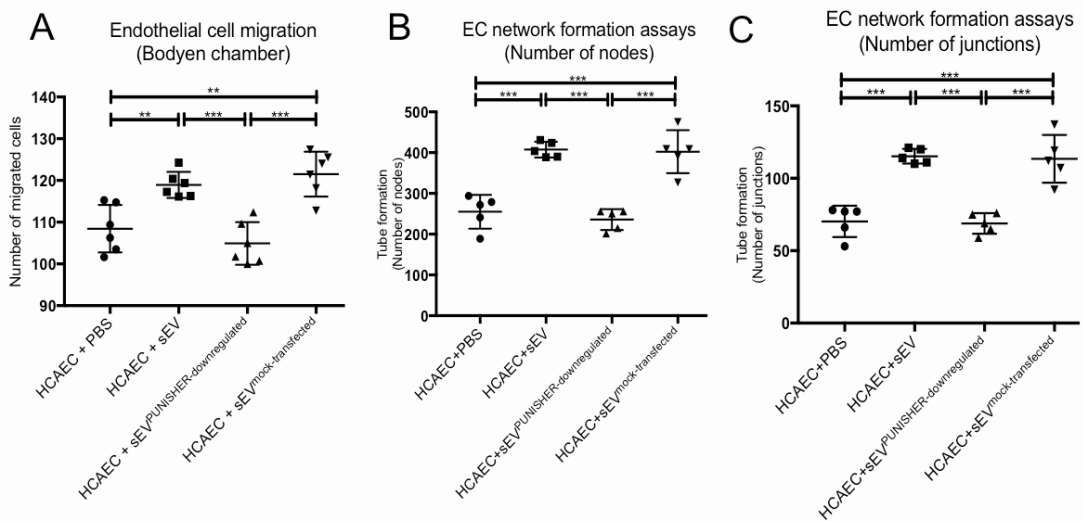 A
Endothelial cell migration
(Bodyen chamber)
**
** *** ***
Number of migrated cells
140
130
120
110
100
90
HCAEC + PBS
HCAEC + sEV
HCAEC + sEVPUNISHER-downregulated
HCAEC + sEVmock-transfected
B
EC network formation assays
(Number of nodes)
***
*** *** ***
Tube formation
(Number of nodes)
500
400
300
200
100
0
HCAEC+PBS
HCAEC+sEV
HCAEC+sEVPUNISHER-downregulated
HCAEC+sEVmock-transfected
C
EC network formation assays
(Number of junctions)
***
*** *** ***
Tube formation
(Number of junctions)
150
100
50
0
HCAEC+PBS
HCAEC+sEV
HCAEC+sEVPUNISHER-downregulated
HCAEC+sEVmock-transfected